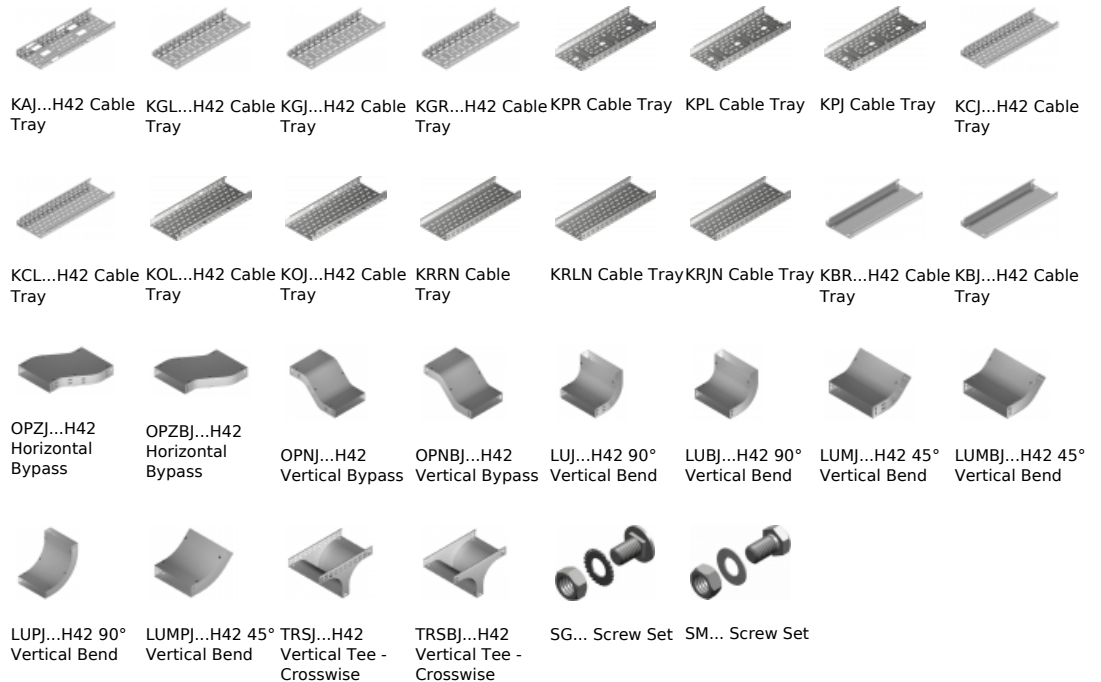 KAJ...H42 Cable
Tray
KGL...H42 Cable
Tray
KGJ...H42 Cable
Tray
KGR...H42 Cable
Tray
KPR Cable Tray
KPL Cable Tray
KPJ Cable Tray
KCJ...H42 Cable
Tray
KCL...H42 Cable
Tray
KOL...H42 Cable
Tray
KOJ...H42 Cable
Tray
KRRN Cable
Tray
KRLN Cable Tray
KRJN Cable Tray
KBR...H42 Cable
Tray
KBJ...H42 Cable
Tray
OPZJ...H42
Horizontal
Bypass
OPZBJ...H42
Horizontal
Bypass
OPNJ...H42
Vertical Bypass
OPNBJ...H42
Vertical Bypass
LUJ...H42 90°
Vertical Bend
LUBJ...H42 90°
Vertical Bend
LUMJ...H42 45°
Vertical Bend
LUMBJ...H42 45°
Vertical Bend
LUPJ...H42 90°
Vertical Bend
LUMPJ...H42 45°
Vertical Bend
TRSJ...H42
Vertical Tee -
Crosswise
TRSBJ...H42
Vertical Tee -
Crosswise
SG... Screw Set
SM... Screw Set